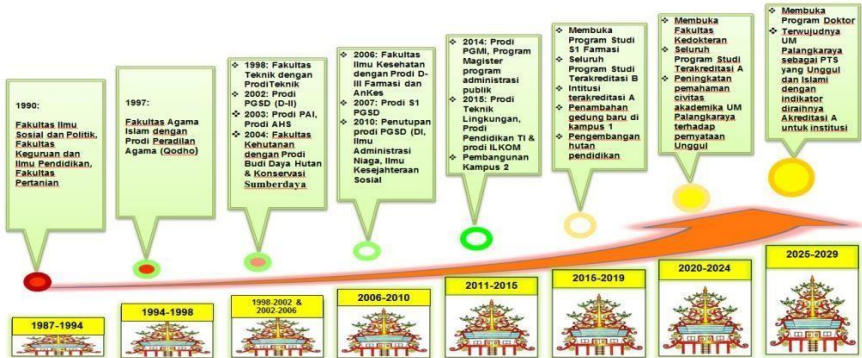 1990:
Fakultas Ilmu
Sosial dan Politik,
Fakultas
Keguruan dan
Ilmu Pendidikan,
Fakultas
Pertanian
1997:
Fakultas Agama
Islam dengan
Prodi Peradilan
Agama (Qodho)
❖ 1998: Fakultas
Teknik dengan
ProdiTeknik
❖ 2002: Prodi
PGSD (D-II)
❖ 2003: Prodi PAI,
Prodi AHS
❖ 2004: Fakultas
Kehutanan
dengan Prodi
Budi Daya Hutan
& Konservasi
Sumberdaya
❖ 2006: Fakultas
Ilmu Kesehatan
dengan Prodi D-
III Farmasi dan
AnKes
❖ 2007: Prodi S1
PGSD
❖ 2010: Penutupan
prodi PGSD (DI,
Ilmu
Administrasi
Niaga, Ilmu
Kesejahteraan
Sosial
❖ 2014: Prodi
PGMI, Program
Magister
program
administrasi
publik
❖ 2015: Prodi
Teknik
Lingkungan,
Prodi
Pendidikan TI &
prodi ILKOM
❖ Pembangunan
Kampus 2
❖ Membuka
Program Studi
S1 Farmasi
❖ Seluruh
Program Studi
Terakreditasi B
❖ Intitusi
terakreditasi A
❖ Penambahan
gedung baru di
kampus 1
❖ Pengembangan
hutan
pendidikan
❖ Membuka
Fakultas
Kedokteran
❖ Seluruh
Program Studi
Terakreditasi A
❖ Peningkatan
pemahaman
civitas
akademika UM
Palangkaraya
terhadap
pernyataan
Unggul
❖ Membuka
Program Doktor
❖ Terwujudnya
UM
Palangkaraya
sebagai PTS
yang Unggul
dan Islami
dengan
indikator
diraihnya
Akreditasi A
untuk institusi
1987-1994
1994-1998
1998-2002 &
2002-2006
2006-2010
2011-2015
2015-2019
2020-2024
2025-2029